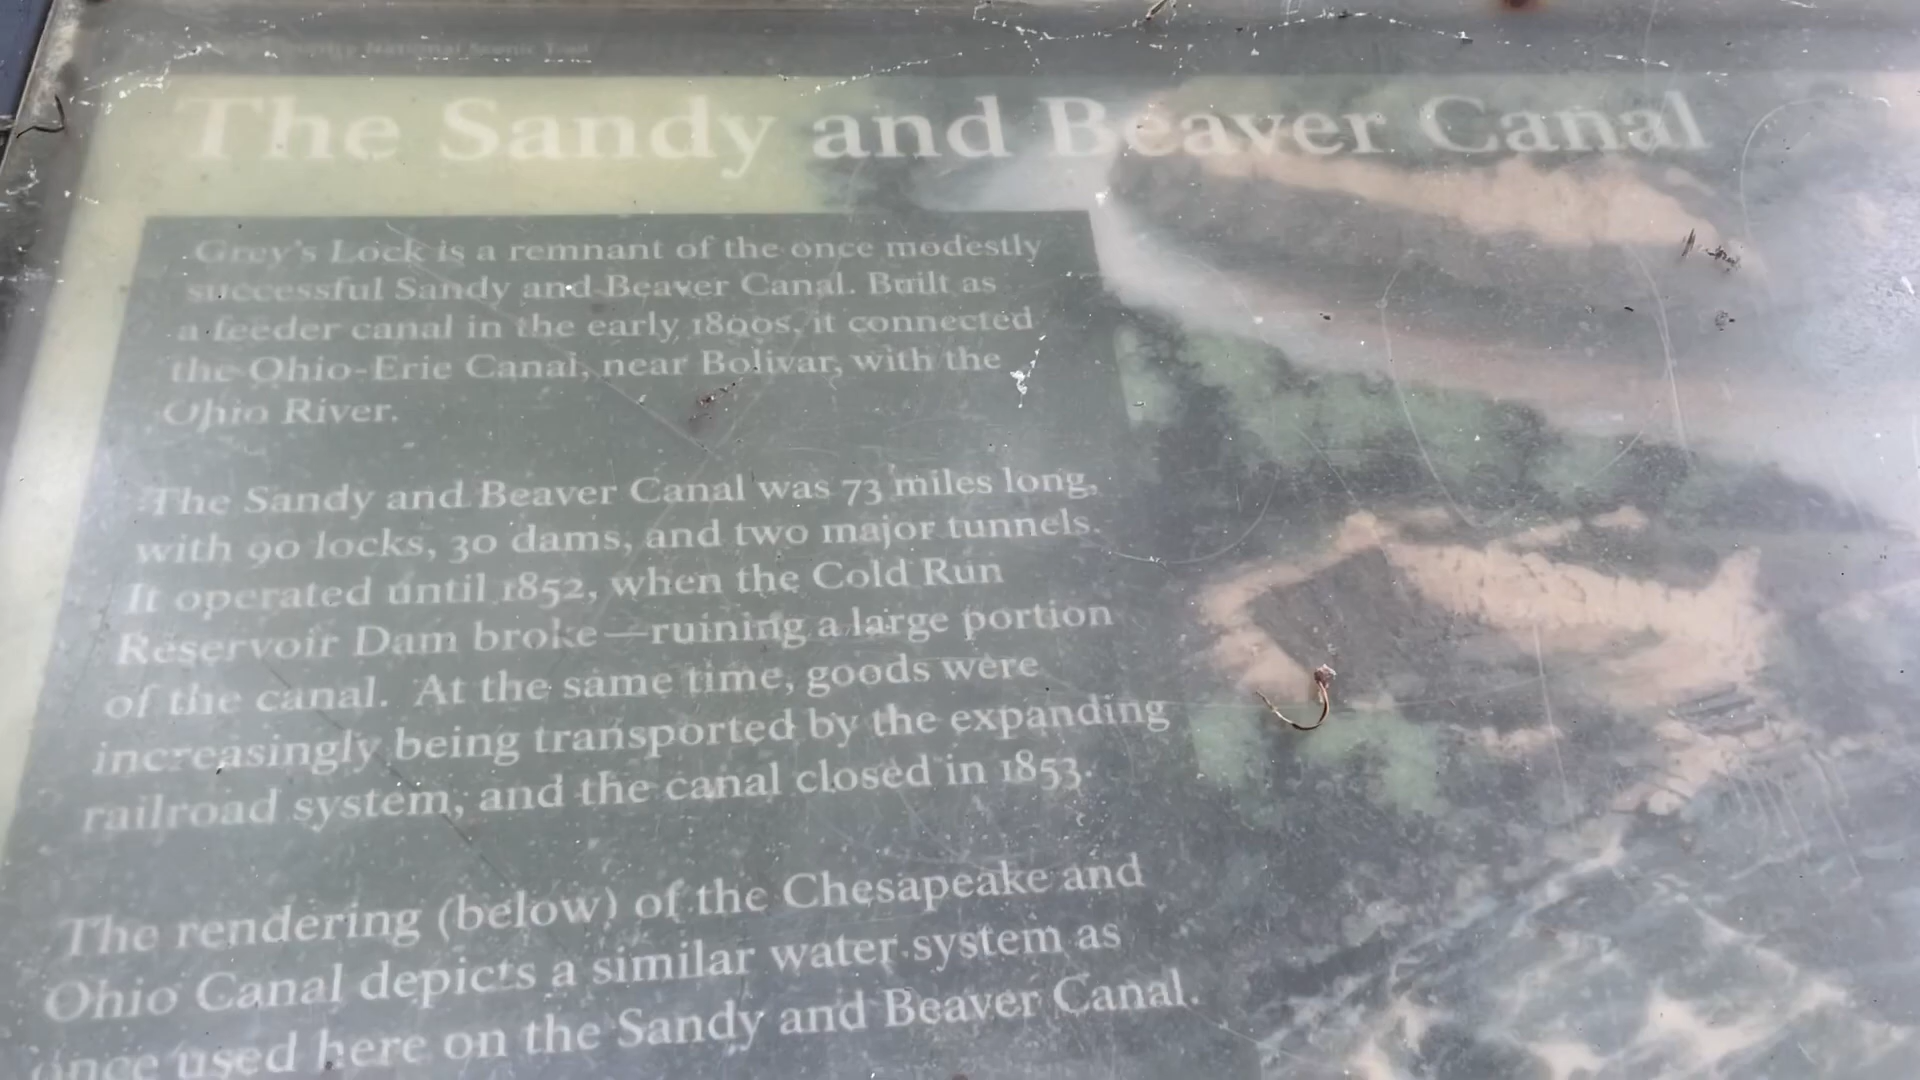 Country National Scenic Trail
The Sandy and Beaver Canal
Grey's Lock is a remnant of the once modestly
successful Sandy and Beaver Canal. Built as
a feeder canal in the early 1800s, it connected
the Ohio-Erie Canal, near Bolivar, with the
Ohio River.
The Sandy and Beaver Canal was 73 miles long,
with 90 locks, 30 dams, and two major tunnels.
It operated until 1852, when the Cold Run
Reservoir Dam broke—ruining a large portion
of the canal. At the same time, goods were
increasingly being transported by the expanding
railroad system, and the canal closed in 1853.
The rendering (below) of the Chesapeake and
Ohio Canal depicts a similar water system as
once used here on the Sandy and Beaver Canal.